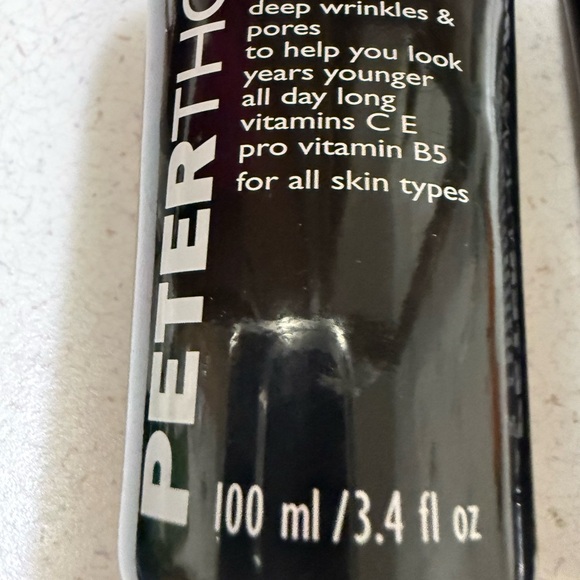 deep wrinkles &
pores
to help you look
years younger
all day long
vitamins C E
pro vitamin B5
for all skin types
PETERTHO
100 ml / 3.4 fl oz